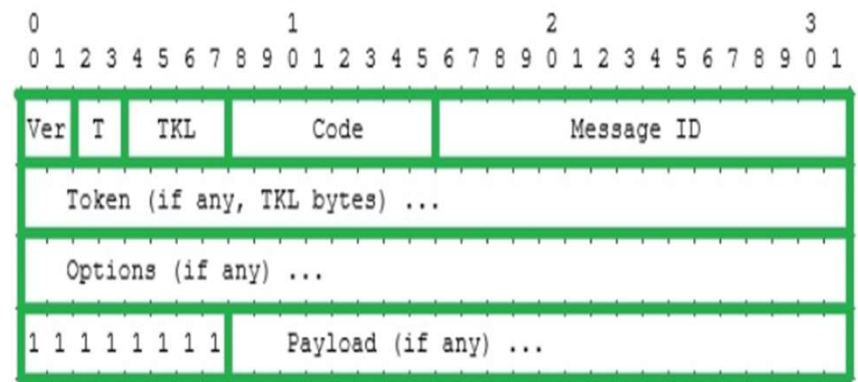 0 1 2 3
0 1 2 3 4 5 6 7 8 9 0 1 2 3 4 5 6 7 8 9 0 1 2 3 4 5 6 7 8 9 0 1
Ver T TKL Code Message ID
Token (if any, TKL bytes) ...
Options (if any) ...
1 1 1 1 1 1 1 1 Payload (if any) ...